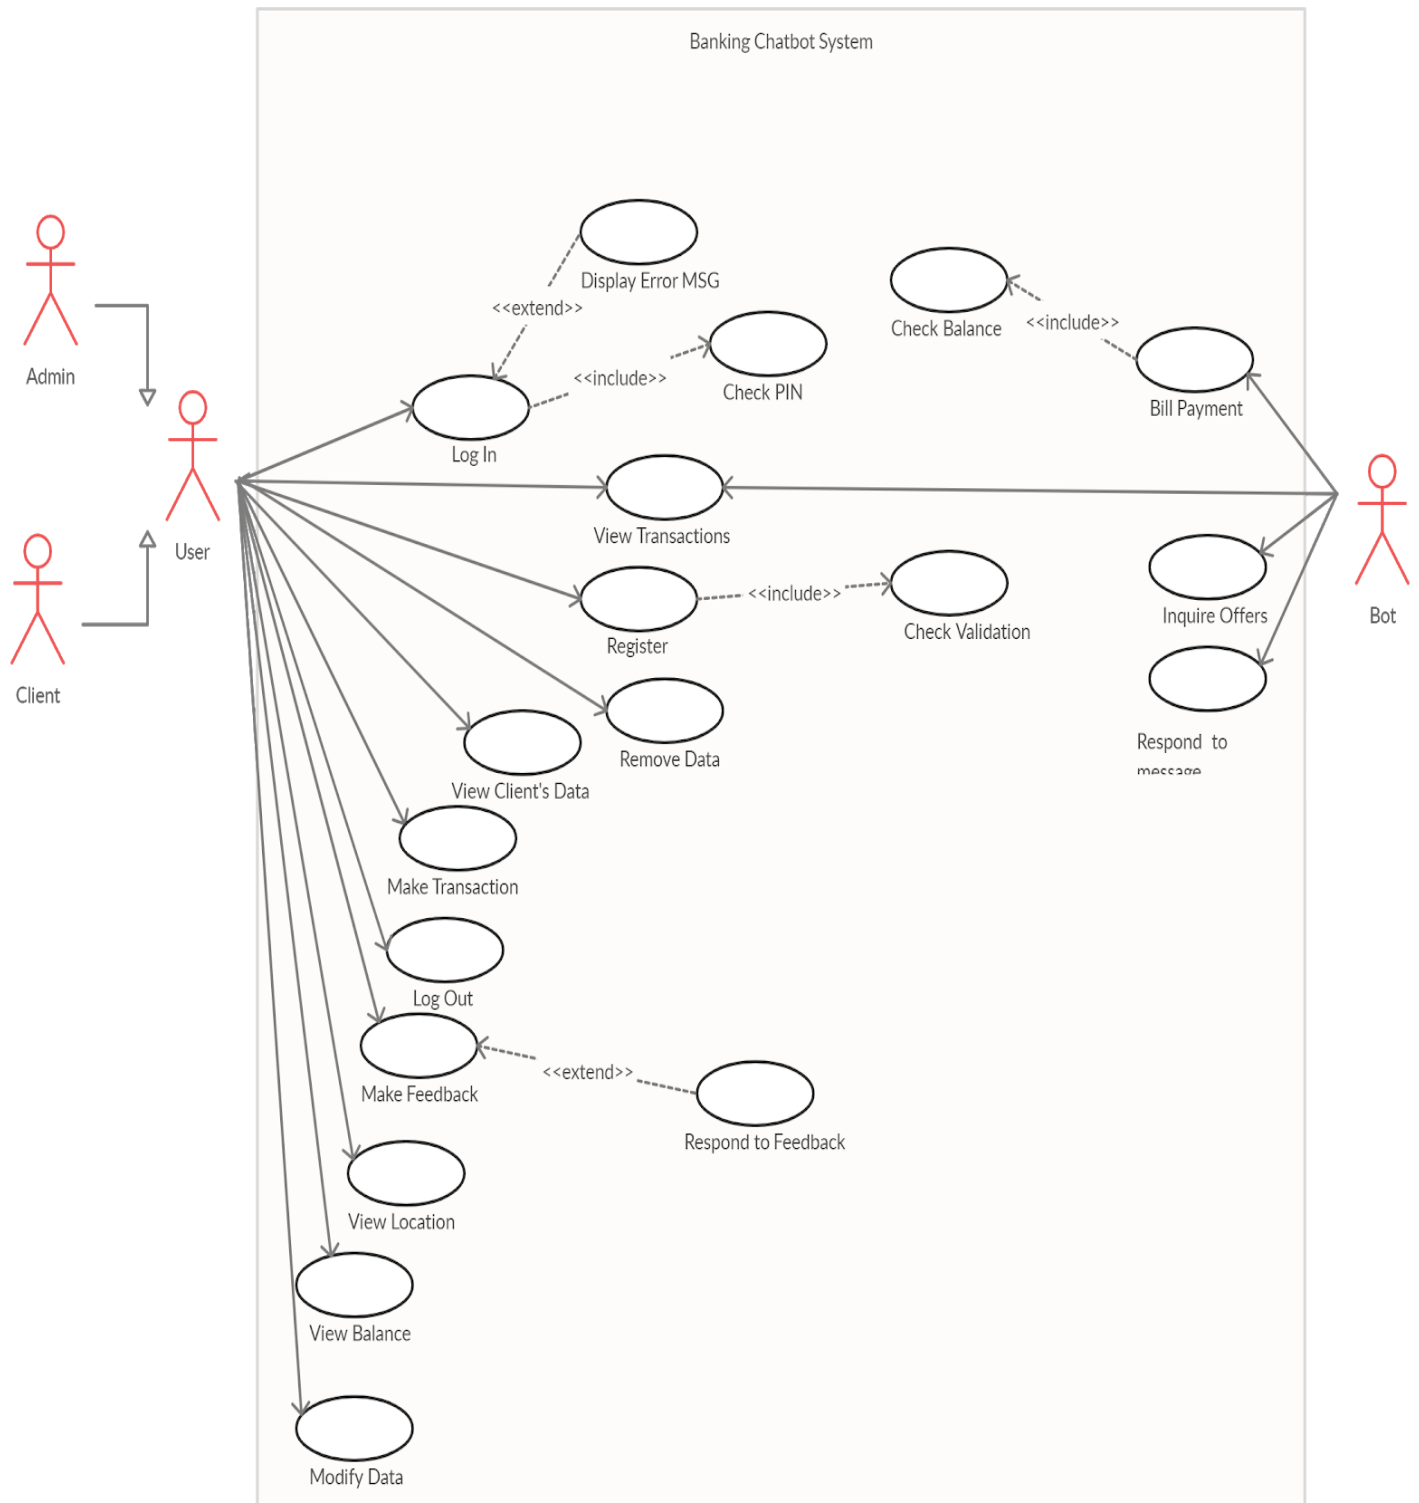 Banking Chatbot System
Display Error MSG
<<extend>>
Check Balance
<<include>>
Admin
<<include>>
Check PIN
Bill Payment
Log In
View Transactions
User
<<include>>
Inquire Offers
Bot
Check Validation
Register
Client
Respond to
message
Remove Data
View Client's Data
Make Transaction
Log Out
<<extend>>
Make Feedback
Respond to Feedback
View Location
View Balance
Modify Data